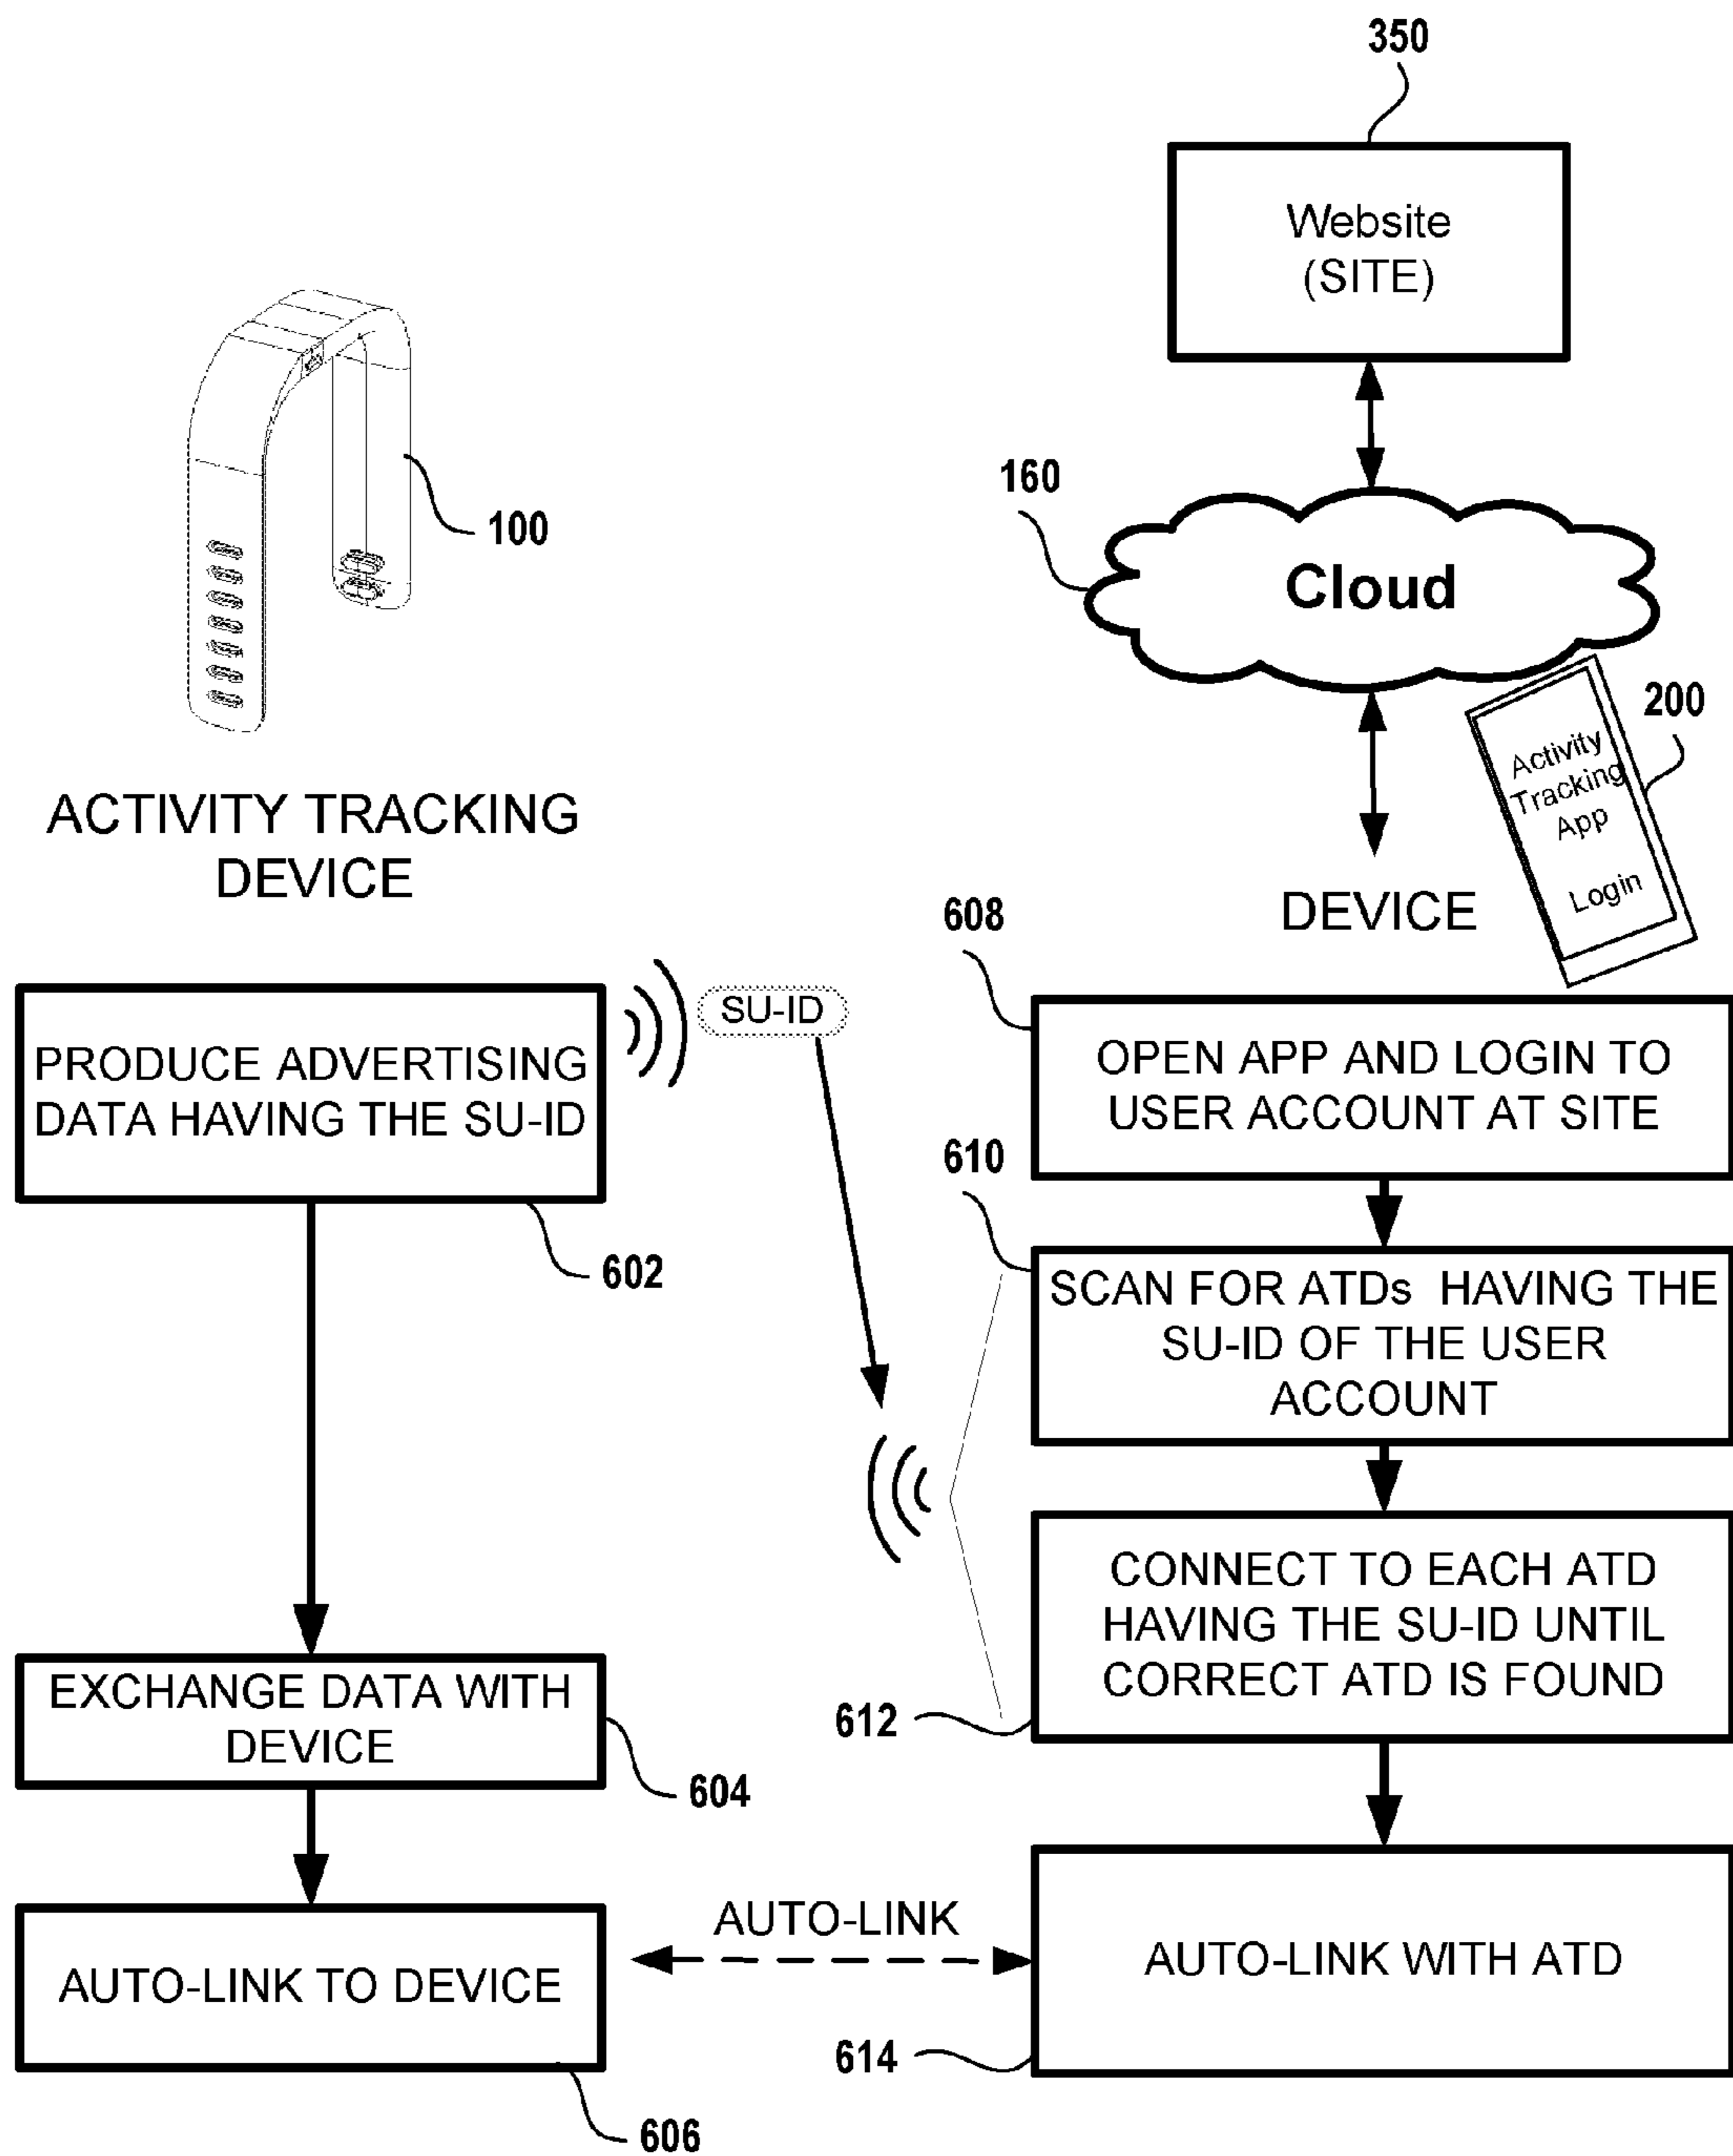 350
Website
(SITE)
160
Cloud
100
200
Activity
Tracking
App
Login
ACTIVITY TRACKING
DEVICE
DEVICE
608
SU-ID
PRODUCE ADVERTISING
DATA HAVING THE SU-ID
602
OPEN APP AND LOGIN TO
USER ACCOUNT AT SITE
610
SCAN FOR ATDs HAVING THE
SU-ID OF THE USER
ACCOUNT
CONNECT TO EACH ATD
HAVING THE SU-ID UNTIL
CORRECT ATD IS FOUND
612
EXCHANGE DATA WITH
DEVICE
604
AUTO-LINK
AUTO-LINK TO DEVICE
606
AUTO-LINK WITH ATD
614